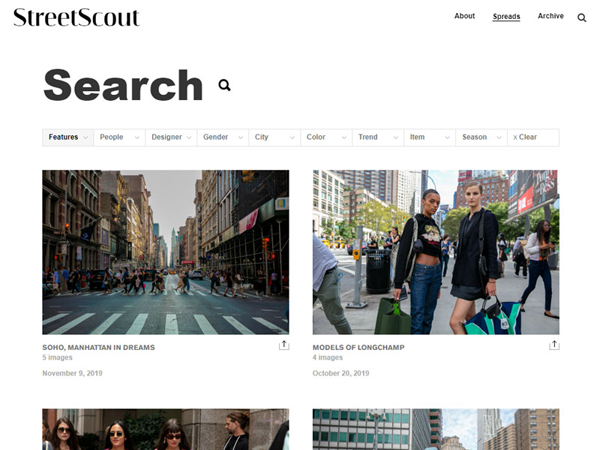 StreetScout
About Spreads Archive
Search
Features People Designer Gender City Color Trend Item Season x Clear
SOHO, MANHATTAN IN DREAMS
5 images
November 9, 2019
MODELS OF LONGCHAMP
4 images
October 20, 2019